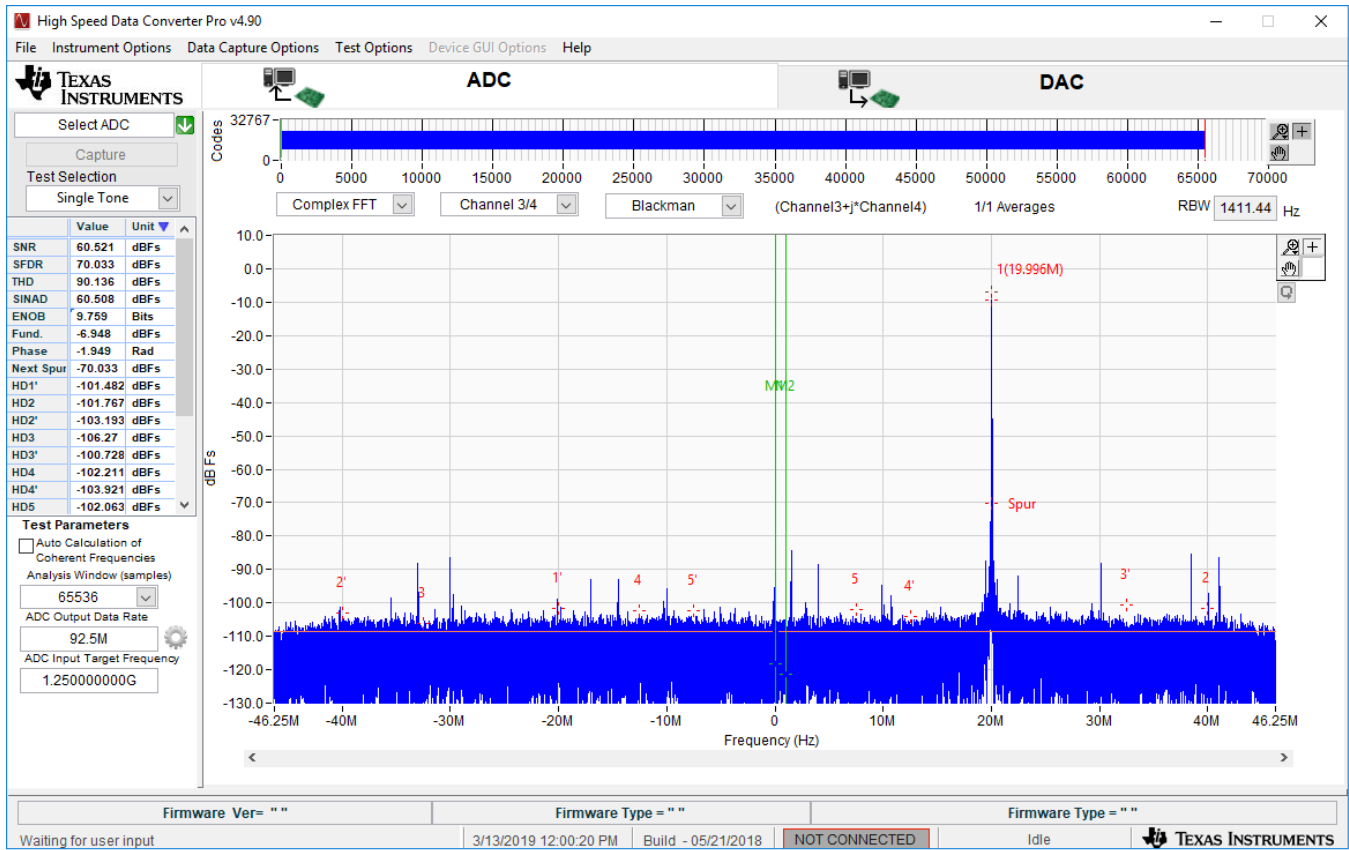 High Speed Data Converter Pro v4.90
File Instrument Options Data Capture Options Test Options Device GUI Options Help
TEXAS INSTRUMENTS
ADC
DAC
Select ADC
Capture
Test Selection
Single Tone
Value Unit
SNR 60.521 dBFs
SFDR 70.033 dBFs
THD 90.136 dBFs
SINAD 60.508 dBFs
ENOB 9.759 Bits
Fund. -6.948 dBFs
Phase -1.949 Rad
Next Spur -70.033 dBFs
HD1' -101.482 dBFs
HD2 -101.767 dBFs
HD2' -103.193 dBFs
HD3 -106.27 dBFs
HD3' -100.728 dBFs
HD4 -102.211 dBFs
HD4' -103.921 dBFs
HD5 -102.063 dBFs
Test Parameters
Auto Calculation of
Coherent Frequencies
Analysis Window (samples)
65536
ADC Output Data Rate
92.5M
ADC Input Target Frequency
1.250000000G
Codes
32767
0
0 5000 10000 15000 20000 25000 30000 35000 40000 45000 50000 55000 60000 65000 70000
Complex FFT Channel 3/4 Blackman (Channel3+j*Channel4) 1/1 Averages RBW 1411.44 Hz
dBFs
10.0
0.0
-10.0
-20.0
-30.0
-40.0
-50.0
-60.0
-70.0
-80.0
-90.0
-100.0
-110.0
-120.0
-130.0
1(19.996M)
M2
Spur
2' 3 1' 4 5' 5 4' 3' 2
-46.25M -40M -30M -20M -10M 0 10M 20M 30M 40M 46.25M
Frequency (Hz)
Firmware Ver= " " Firmware Type = " " Firmware Type = " "
Waiting for user input 3/13/2019 12:00:20 PM Build - 05/21/2018 NOT CONNECTED Idle TEXAS INSTRUMENTS